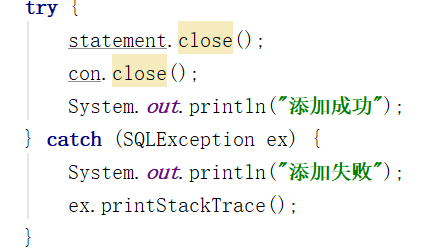 try {
    statement.close();
    con.close();
    System.out.println("添加成功");
} catch (SQLException ex) {
    System.out.println("添加失败");
    ex.printStackTrace();
}